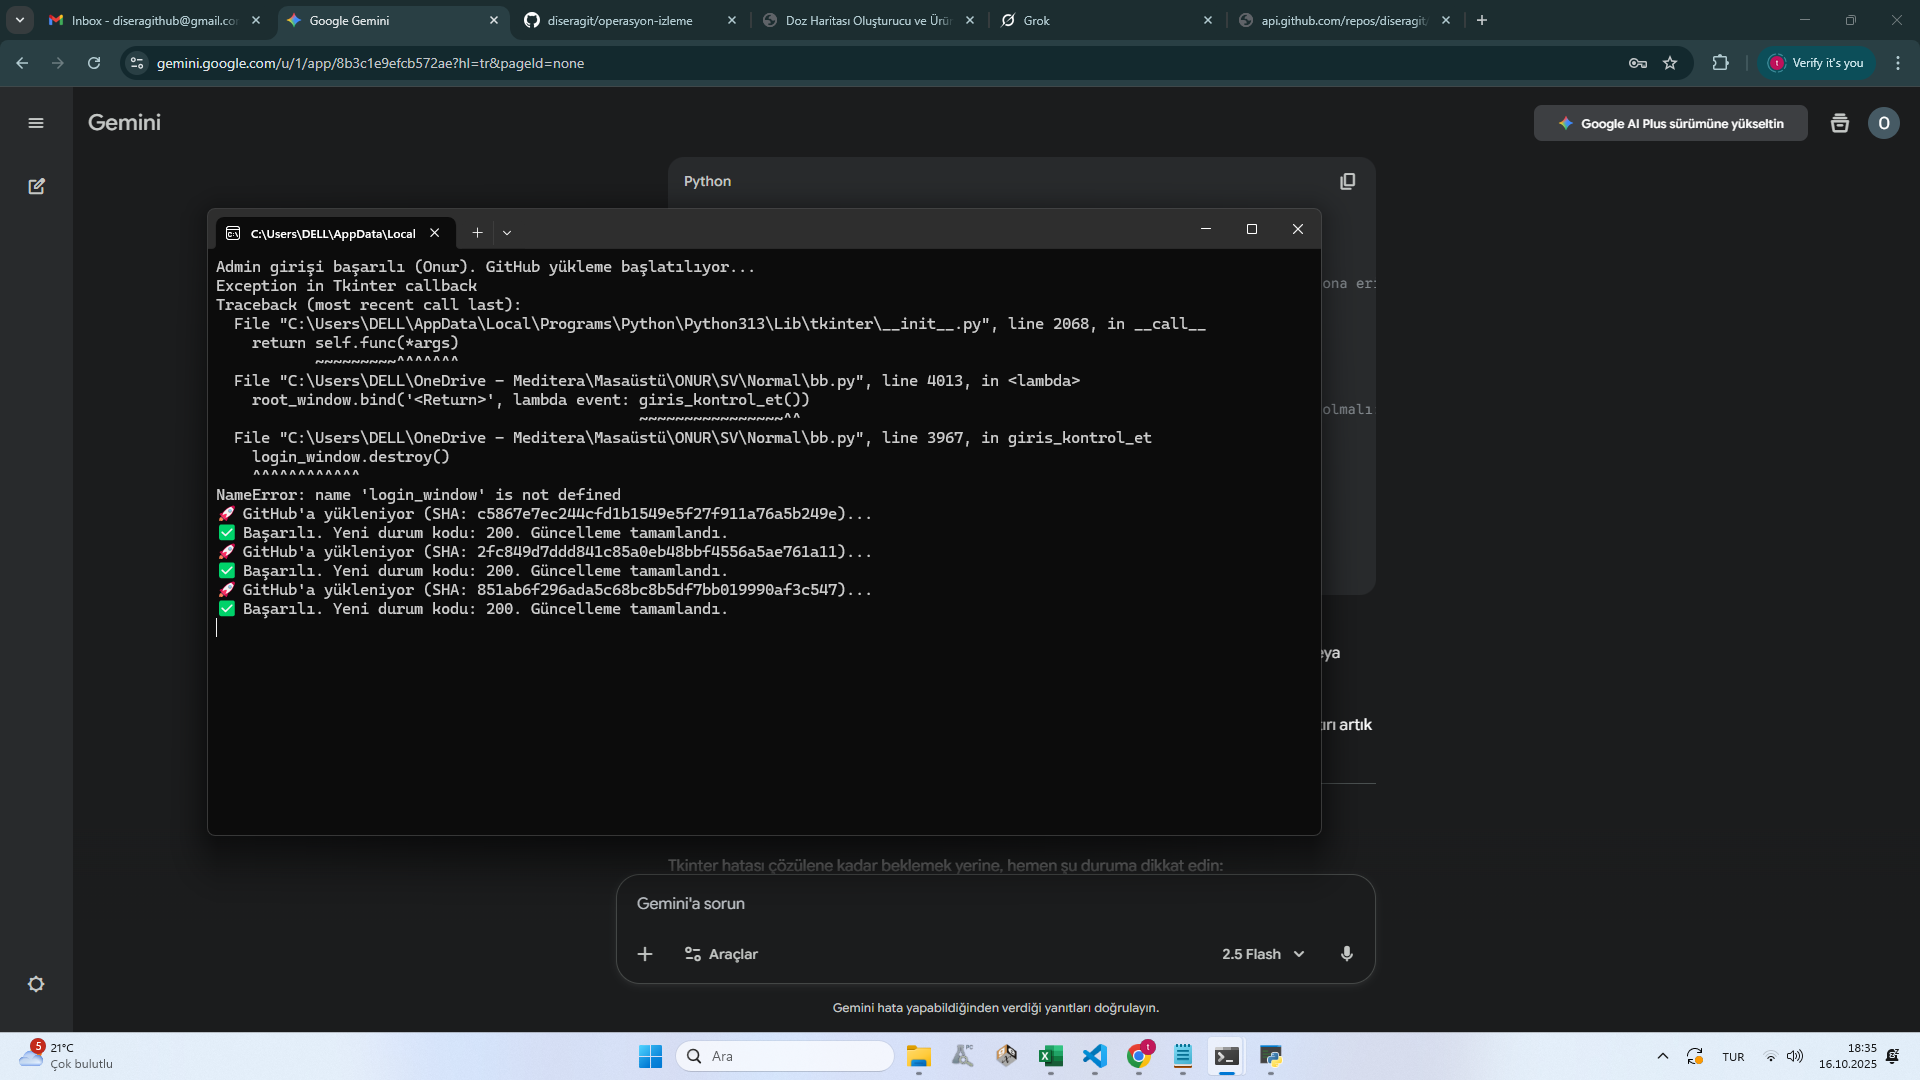 Inbox - diseragithub@gmail.co
Google Gemini
diseragit/operasyon-izleme
Doz Haritası Oluşturucu ve Ürü
Grok
api.github.com/repos/diseragit
gemini.google.com/u/1/app/8b3c1e9efcb572ae?hl=tr&pageId=none
t
Verify it's you
Gemini
Google AI Plus sürümüne yükseltin
O
Python
C:\Users\DELL\AppData\Local
ona eri
olmalı
eya
ırı artık
Admin girişi başarılı (Onur). GitHub yükleme başlatılıyor...
Exception in Tkinter callback
Traceback (most recent call last):
  File "C:\Users\DELL\AppData\Local\Programs\Python\Python313\Lib\tkinter\__init__.py", line 2068, in __call__
    return self.func(*args)
           ~~~~~~~~~^^^^^^^
  File "C:\Users\DELL\OneDrive - Meditera\Masaüstü\ONUR\SV\Normal\bb.py", line 4013, in <lambda>
    root_window.bind('<Return>', lambda event: giris_kontrol_et())
                                               ~~~~~~~~~~~~~~~~^^
  File "C:\Users\DELL\OneDrive - Meditera\Masaüstü\ONUR\SV\Normal\bb.py", line 3967, in giris_kontrol_et
    login_window.destroy()
    ^^^^^^^^^^^^
NameError: name 'login_window' is not defined
🚀 GitHub'a yükleniyor (SHA: c5867e7ec244cfd1b1549e5f27f911a76a5b249e)...
✅ Başarılı. Yeni durum kodu: 200. Güncelleme tamamlandı.
🚀 GitHub'a yükleniyor (SHA: 2fc849d7ddd841c85a0eb48bbf4556a5ae761a11)...
✅ Başarılı. Yeni durum kodu: 200. Güncelleme tamamlandı.
🚀 GitHub'a yükleniyor (SHA: 851ab6f296ada5c68bc8b5df7bb019990af3c547)...
✅ Başarılı. Yeni durum kodu: 200. Güncelleme tamamlandı.
Tkinter hatası çözülene kadar beklemek yerine, hemen şu duruma dikkat edin:
Gemini'a sorun
Araçlar
2.5 Flash
Gemini hata yapabildiğinden verdiği yanıtları doğrulayın.
5
21°C
Çok bulutlu
Ara
t
TUR
18:35
16.10.2025